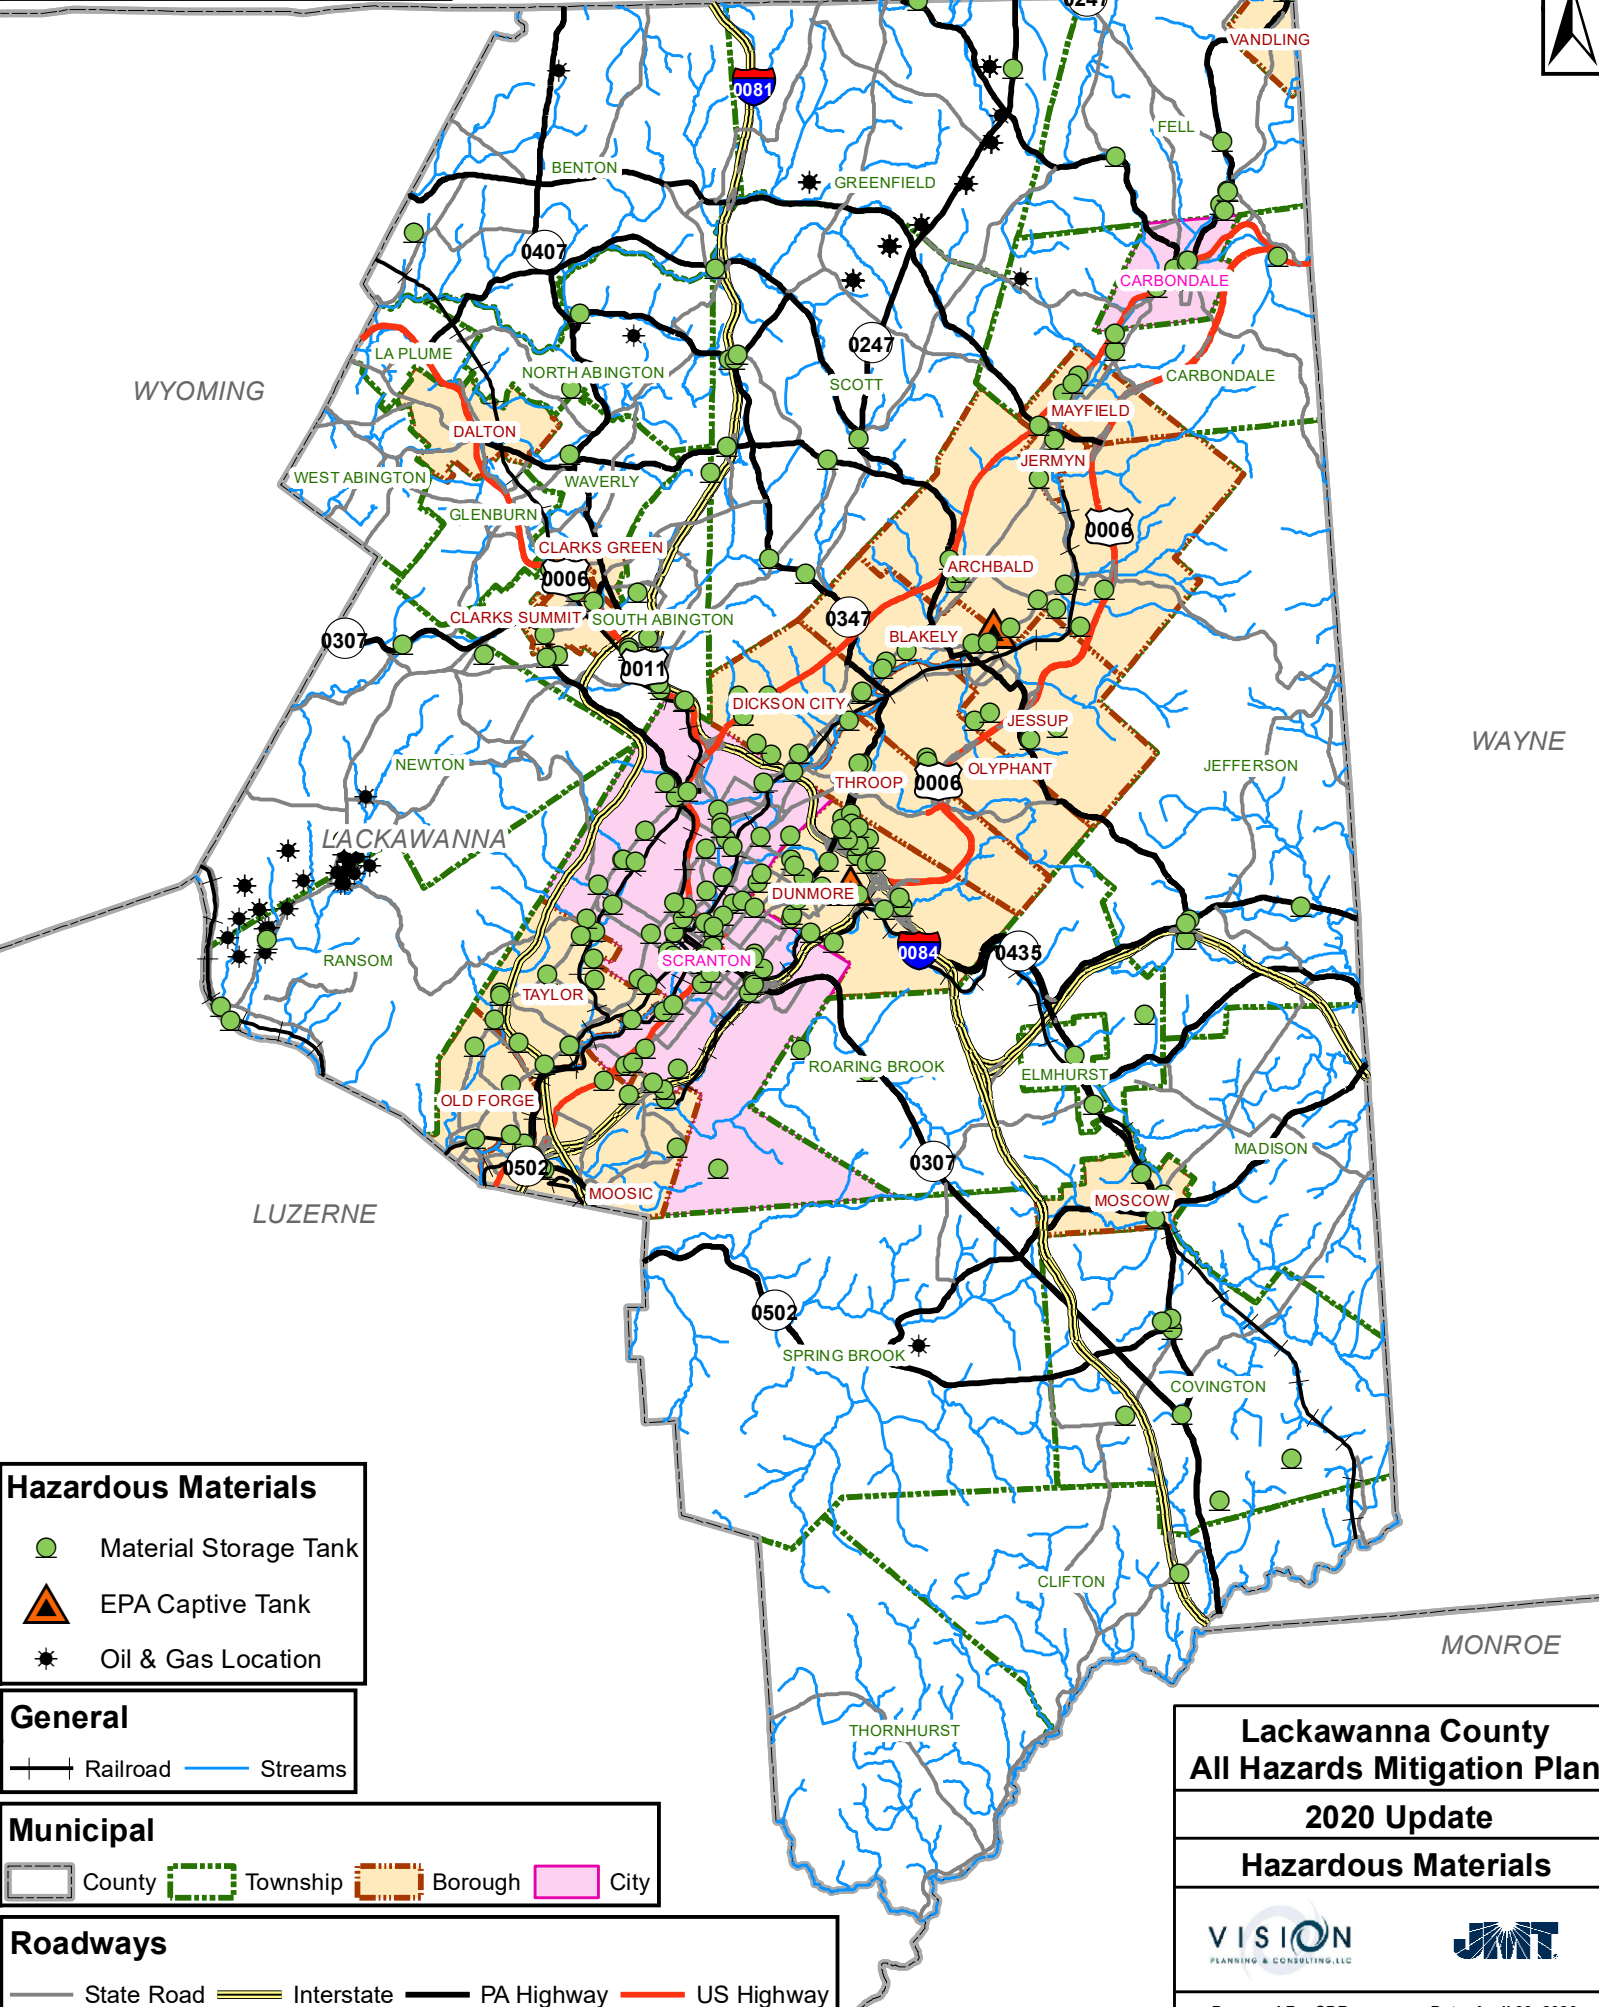 0247
VANDLING
0081
FELL
BENTON
GREENFIELD
0407
CARBONDALE
0247
LA PLUME
NORTH ABINGTON
SCOTT
CARBONDALE
WYOMING
MAYFIELD
DALTON
JERMYN
WEST ABINGTON
WAVERLY
GLENBURN
0006
CLARKS GREEN
0006
ARCHBALD
CLARKS SUMMIT
SOUTH ABINGTON
0347
0307
BLAKELY
0011
DICKSON CITY
JESSUP
WAYNE
NEWTON
JEFFERSON
OLYPHANT
THROOP
0006
LACKAWANNA
DUNMORE
0084
0435
RANSOM
SCRANTON
TAYLOR
ROARING BROOK
ELMHURST
OLD FORGE
MADISON
0307
0502
MOOSIC
MOSCOW
LUZERNE
0502
SPRING BROOK
COVINGTON
Hazardous Materials
Material Storage Tank
EPA Captive Tank
Oil & Gas Location
CLIFTON
MONROE
General
Railroad
Streams
THORNHURST
Lackawanna County
All Hazards Mitigation Plan
2020 Update
Hazardous Materials
Municipal
County
Township
Borough
City
VISION
PLANNING & CONSULTING, LLC
JMT
Roadways
State Road
Interstate
PA Highway
US Highway